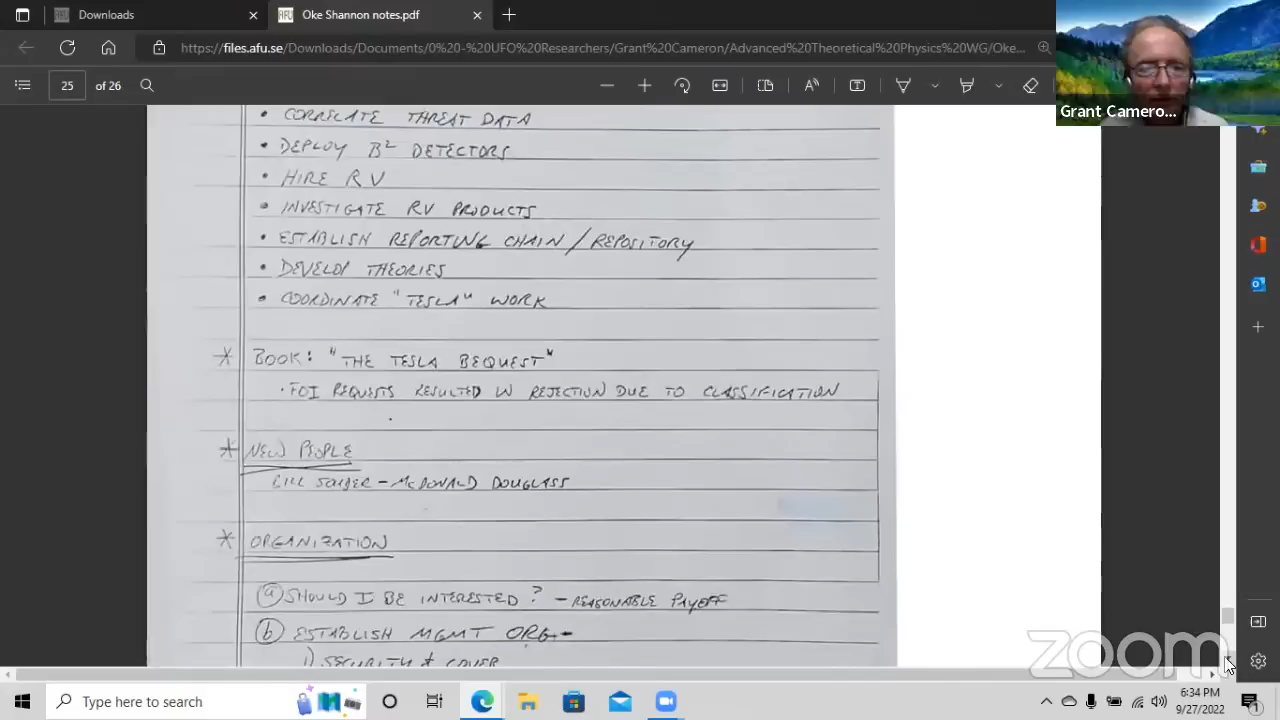 Downloads
Oke Shannon notes.pdf
https://files.afu.se/Downloads/Documents/0%20-%20UFO%20Researchers/Grant%20Cameron/Advanced%20Theoretical%20Physics%20WG/Oke...
25 of 26
Grant Camero...
• CORRELATE THREAT DATA
• DEPLOY B² DETECTORS
• HIRE RV
• INVESTIGATE RV PRODUCTS
• ESTABLISH REPORTING CHAIN / REPOSITORY
• DEVELOP THEORIES
• COORDINATE "TESLA" WORK
* BOOK: "THE TESLA BEQUEST"
• FOI REQUESTS RESULTED IN REJECTION DUE TO CLASSIFICATION
* NEW PEOPLE
BILL - McDONALD DOUGLASS
* ORGANIZATION
(a) SHOULD I BE INTERESTED? - REASONABLE PAYOFF
(b) ESTABLISH MGMT ORG-
1) SECURITY & COVER
zoom
Type here to search
6:34 PM
9/27/2022